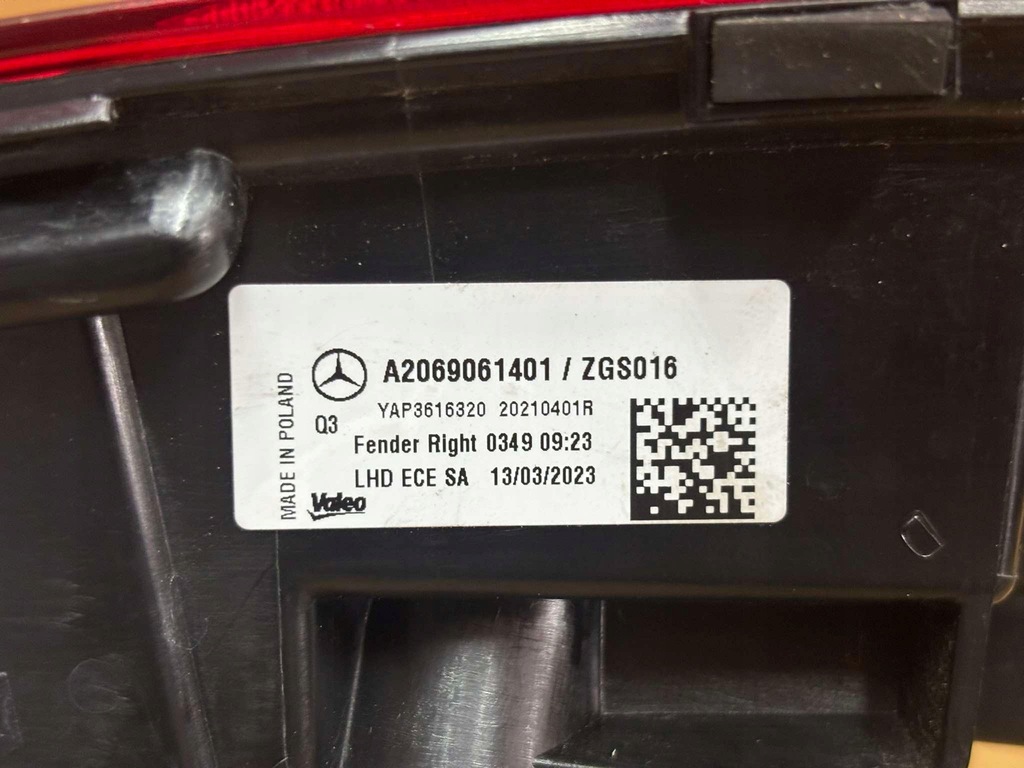 A2069061401 / ZGS016
YAP3616320 20210401R
Q3
Fender Right 0349 09:23
LHD ECE SA 13/03/2023
MADE IN POLAND
Valeo